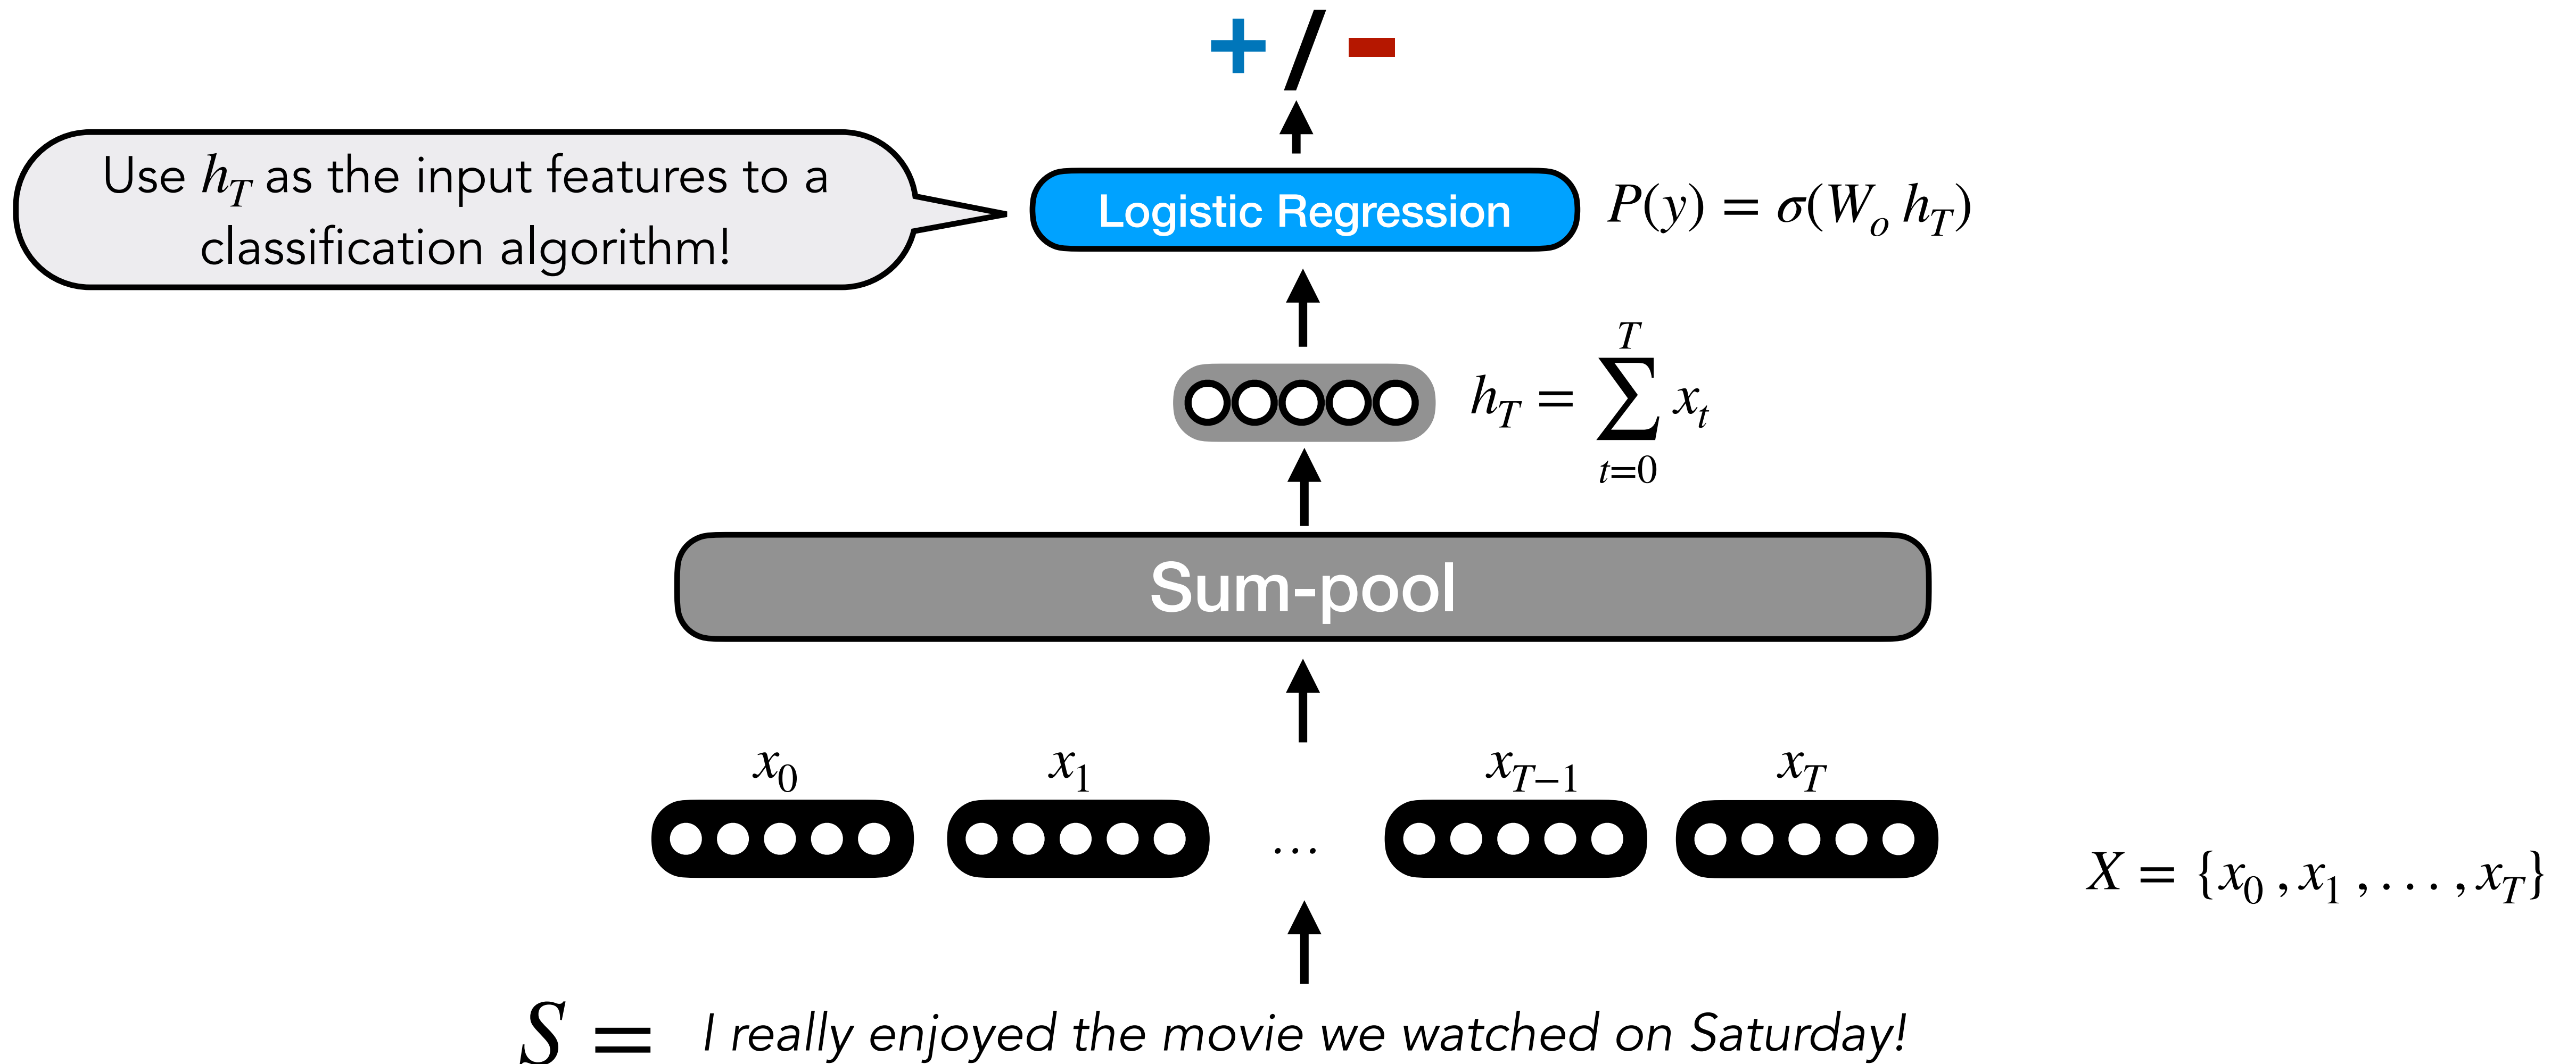 + / -
Use h_T as the input features to a
classification algorithm!
Logistic Regression
P(y) = σ(W_o h_T)
h_T = ∑_{t=0}^{T} x_t
Sum-pool
x_0 x_1 x_{T−1} x_T
...
X = {x_0 , x_1 , . . . , x_T}
S = I really enjoyed the movie we watched on Saturday!